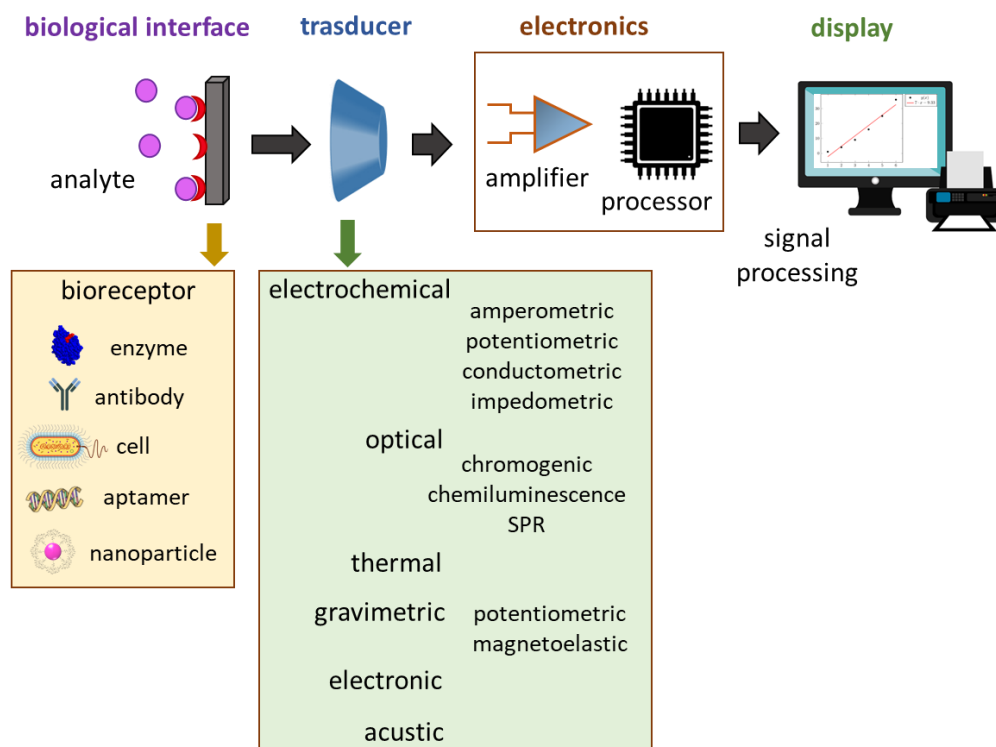 biological interface
trasducer
electronics
display
analyte
amplifier
processor
signal
processing
bioreceptor
enzyme
antibody
cell
aptamer
nanoparticle
electrochemical
amperometric
potentiometric
conductometric
impedometric
optical
chromogenic
chemiluminescence
SPR
thermal
gravimetric
potentiometric
magnetoelastic
electronic
acustic